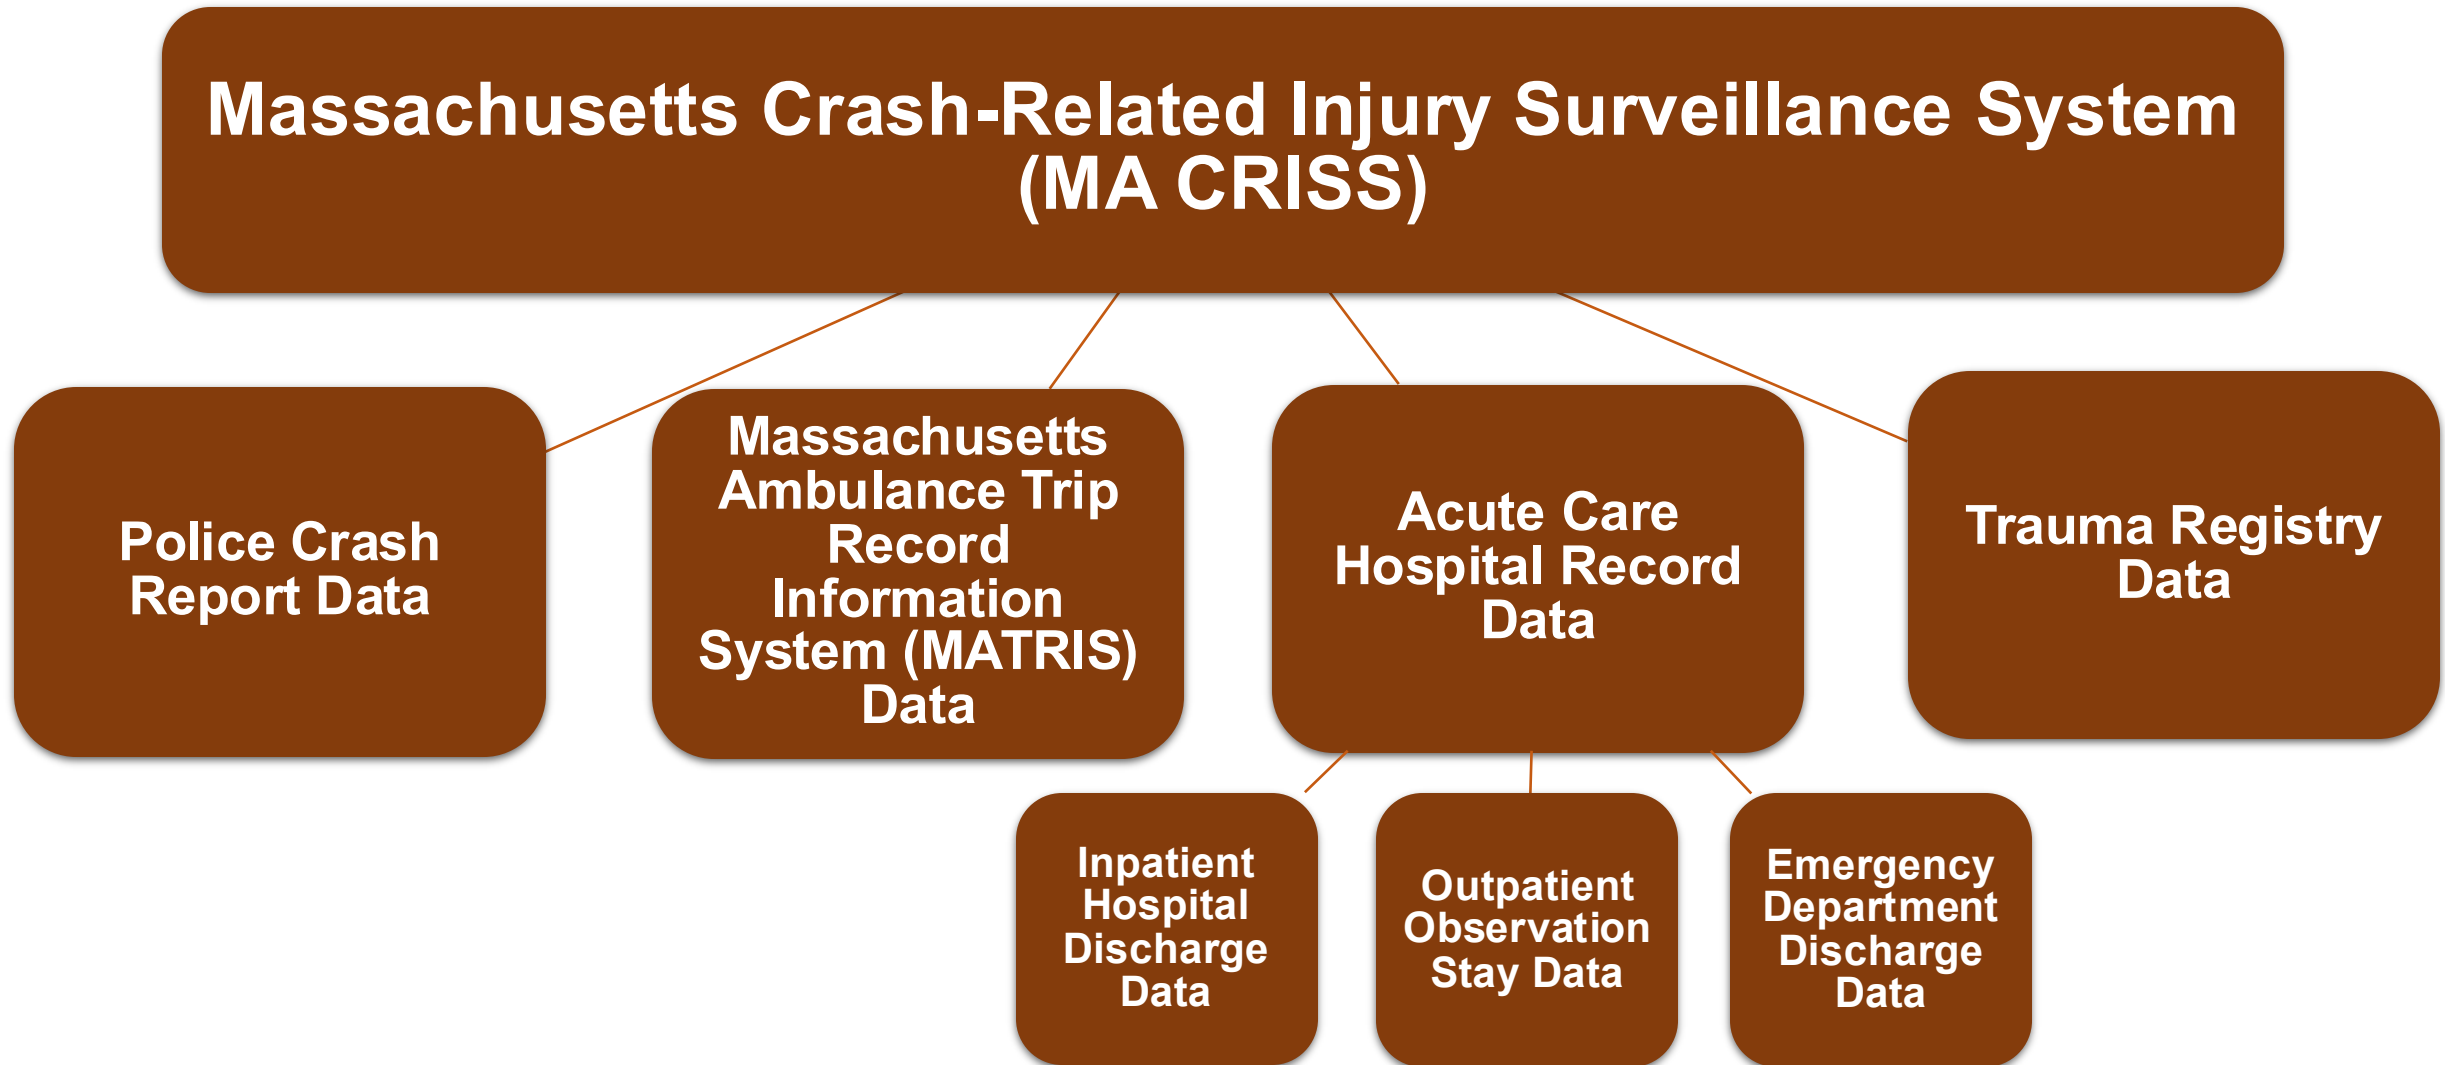 Massachusetts Crash-Related Injury Surveillance System
(MA CRISS)
Police Crash
Report Data
Massachusetts
Ambulance Trip
Record
Information
System (MATRIS)
Data
Acute Care
Hospital Record
Data
Trauma Registry
Data
Inpatient
Hospital
Discharge
Data
Outpatient
Observation
Stay Data
Emergency
Department
Discharge
Data